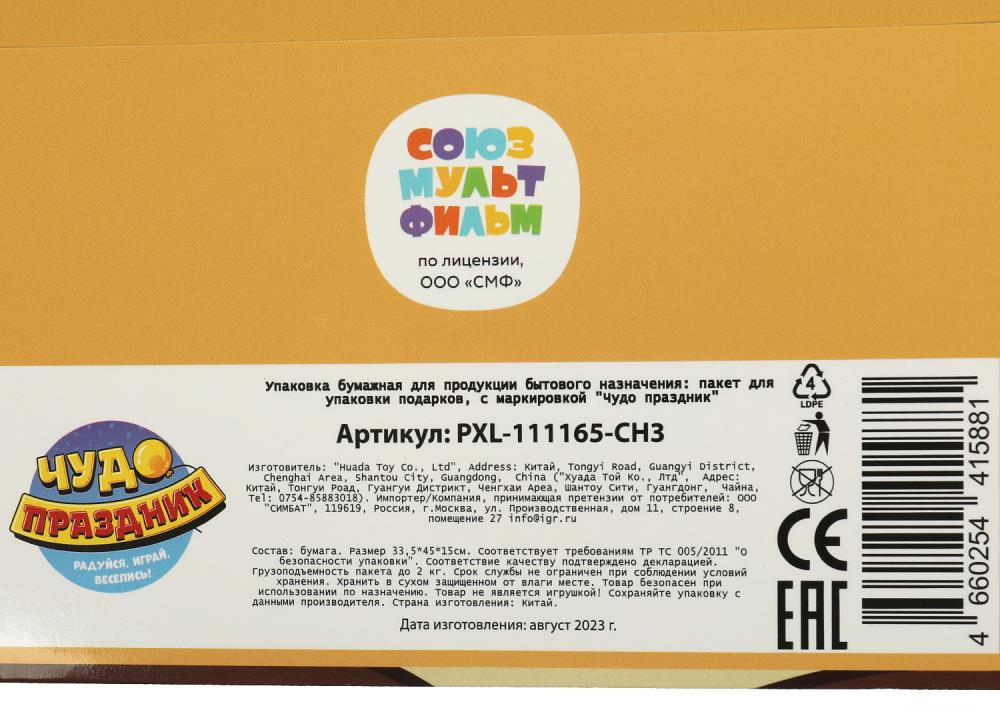 СОЮЗ
МУЛЬТ
ФИЛЬМ
по лицензии,
ООО «СМФ»
Упаковка бумажная для продукции бытового назначения: пакет для
упаковки подарков, с маркировкой "Чудо праздник"
Артикул: PXL-111165-CH3
Изготовитель: "Huada Toy Co., Ltd", Address: Китай, Tongyi Road, Guangyi District,
Chenghai Area, Shantou City, Guangdong, China ("Хуада Той Ко., Лтд", Адрес:
Китай, Тонгуи Роад, Гуангуи Дистрикт, ЧенгхаиАреа, Шантоу Сити, Гуангдонг, Чайна,
Tel: 0754-85883018). Импортер/Компания, принимающая претензии от потребителей: ООО
"СИМБАТ", 119619, Россия, г.Москва, ул. Производственная, дом 11, строение 8,
помещение 27 info@igr.ru
Состав: бумага. Размер 33,5*45*15см. Соответствует требованиям ТР ТС 005/2011 "О
безопасности упаковки". Соответствие качеству подтверждено декларацией.
Грузоподъемность пакета до 2 кг. Срок службы не ограничен при соблюдении условий
хранения. Хранить в сухом защищенном от влаги месте. Товар безопасен при
использовании по назначению. Товар не является игрушкой! Сохраняйте упаковку с
данными производителя. Страна изготовления: Китай.
Дата изготовления: август 2023 г.
ЧУДО
ПРАЗДНИК
РАДУЙСЯ, ИГРАЙ,
ВЕСЕЛИСЬ!
4
LDPE
CE
EAC
4 660254 415881